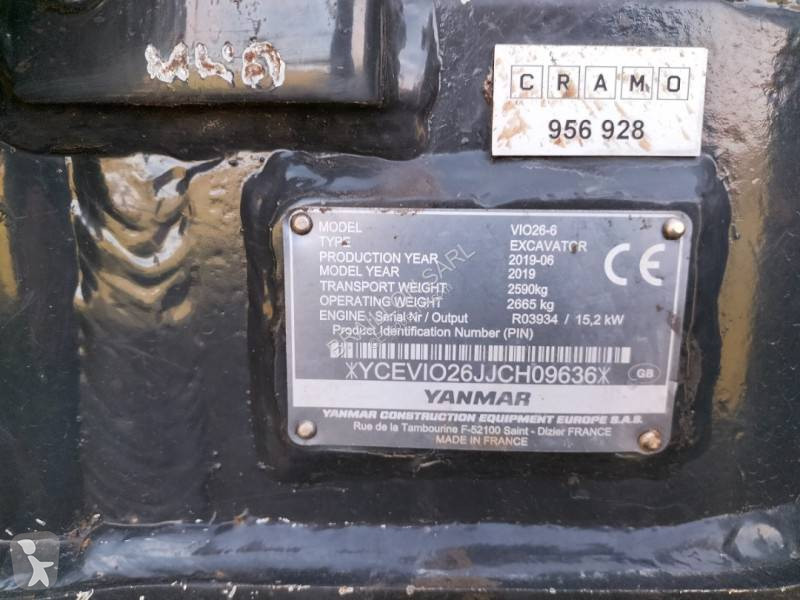 CRAMO
956 928
MODEL VIO26-6
TYPE EXCAVATOR
PRODUCTION YEAR 2019-06
MODEL YEAR 2019
TRANSPORT WEIGHT 2590kg
OPERATING WEIGHT 2665 kg
ENGINE: Serial Nr / Output R03934 / 15,2 kW
Product Identification Number (PIN)
CE
YCEVIO26JJCH09636
GB
YANMAR
YANMAR CONSTRUCTION EQUIPMENT EUROPE S.A.S.
Rue de la Tambourine F-52100 Saint - Dizier FRANCE
MADE IN FRANCE